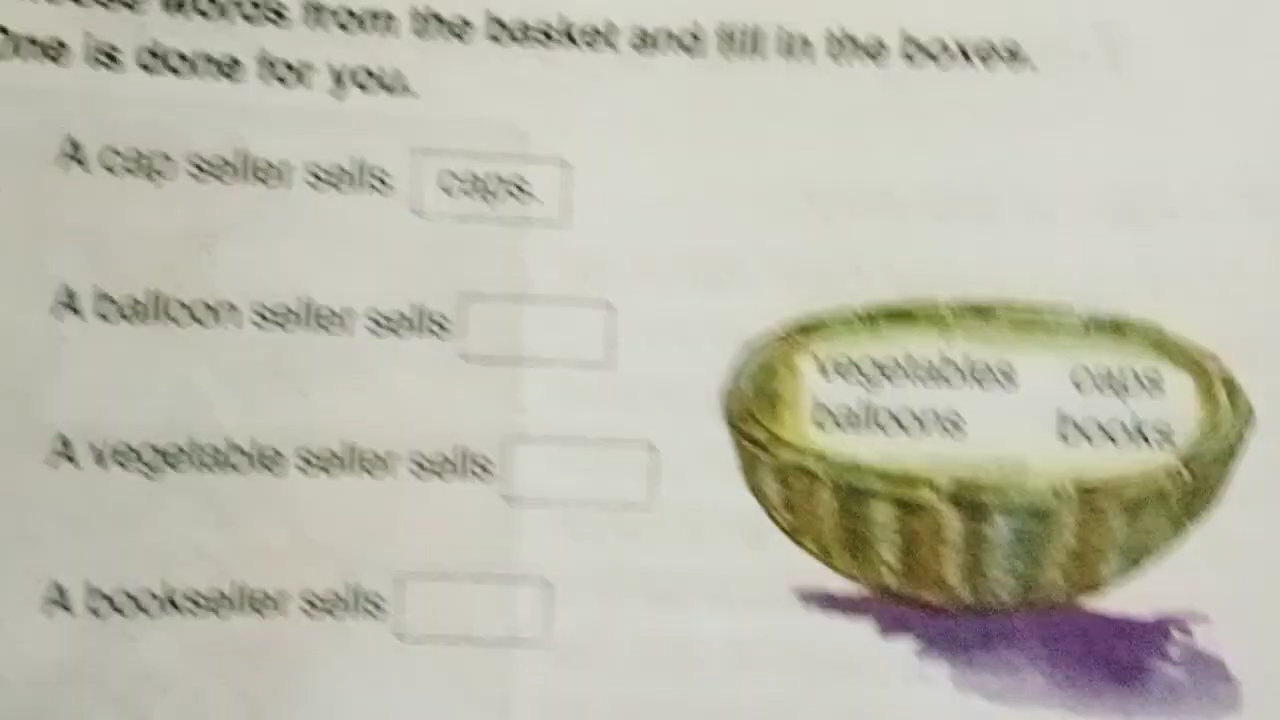 words from the basket and fill in the boxes.
One is done for you.
A cap seller sells caps.
A balloon seller sells
A vegetable seller sells
A bookseller sells
vegetables caps
balloons books